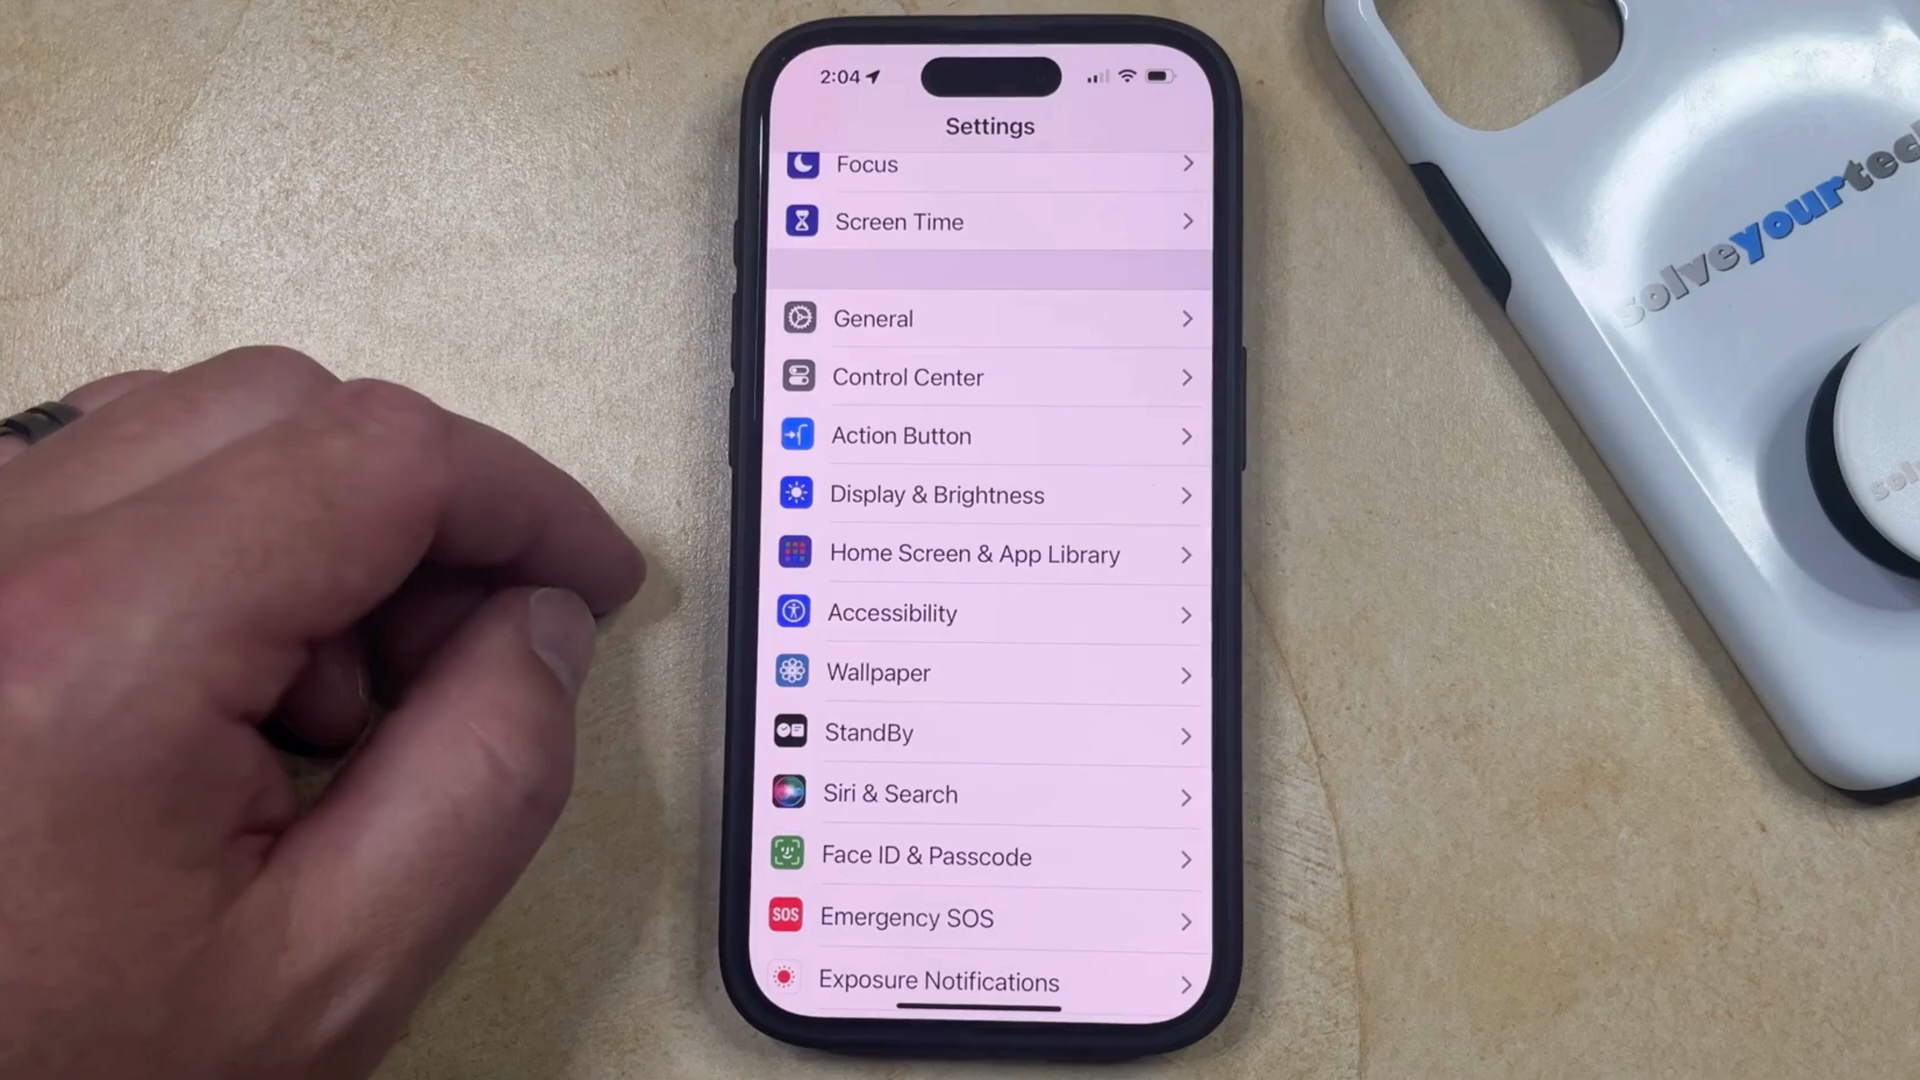 2:04
Settings
Focus
Screen Time
General
Control Center
Action Button
Display & Brightness
Home Screen & App Library
Accessibility
Wallpaper
StandBy
Siri & Search
Face ID & Passcode
SOS
Emergency SOS
Exposure Notifications
solveyourtech